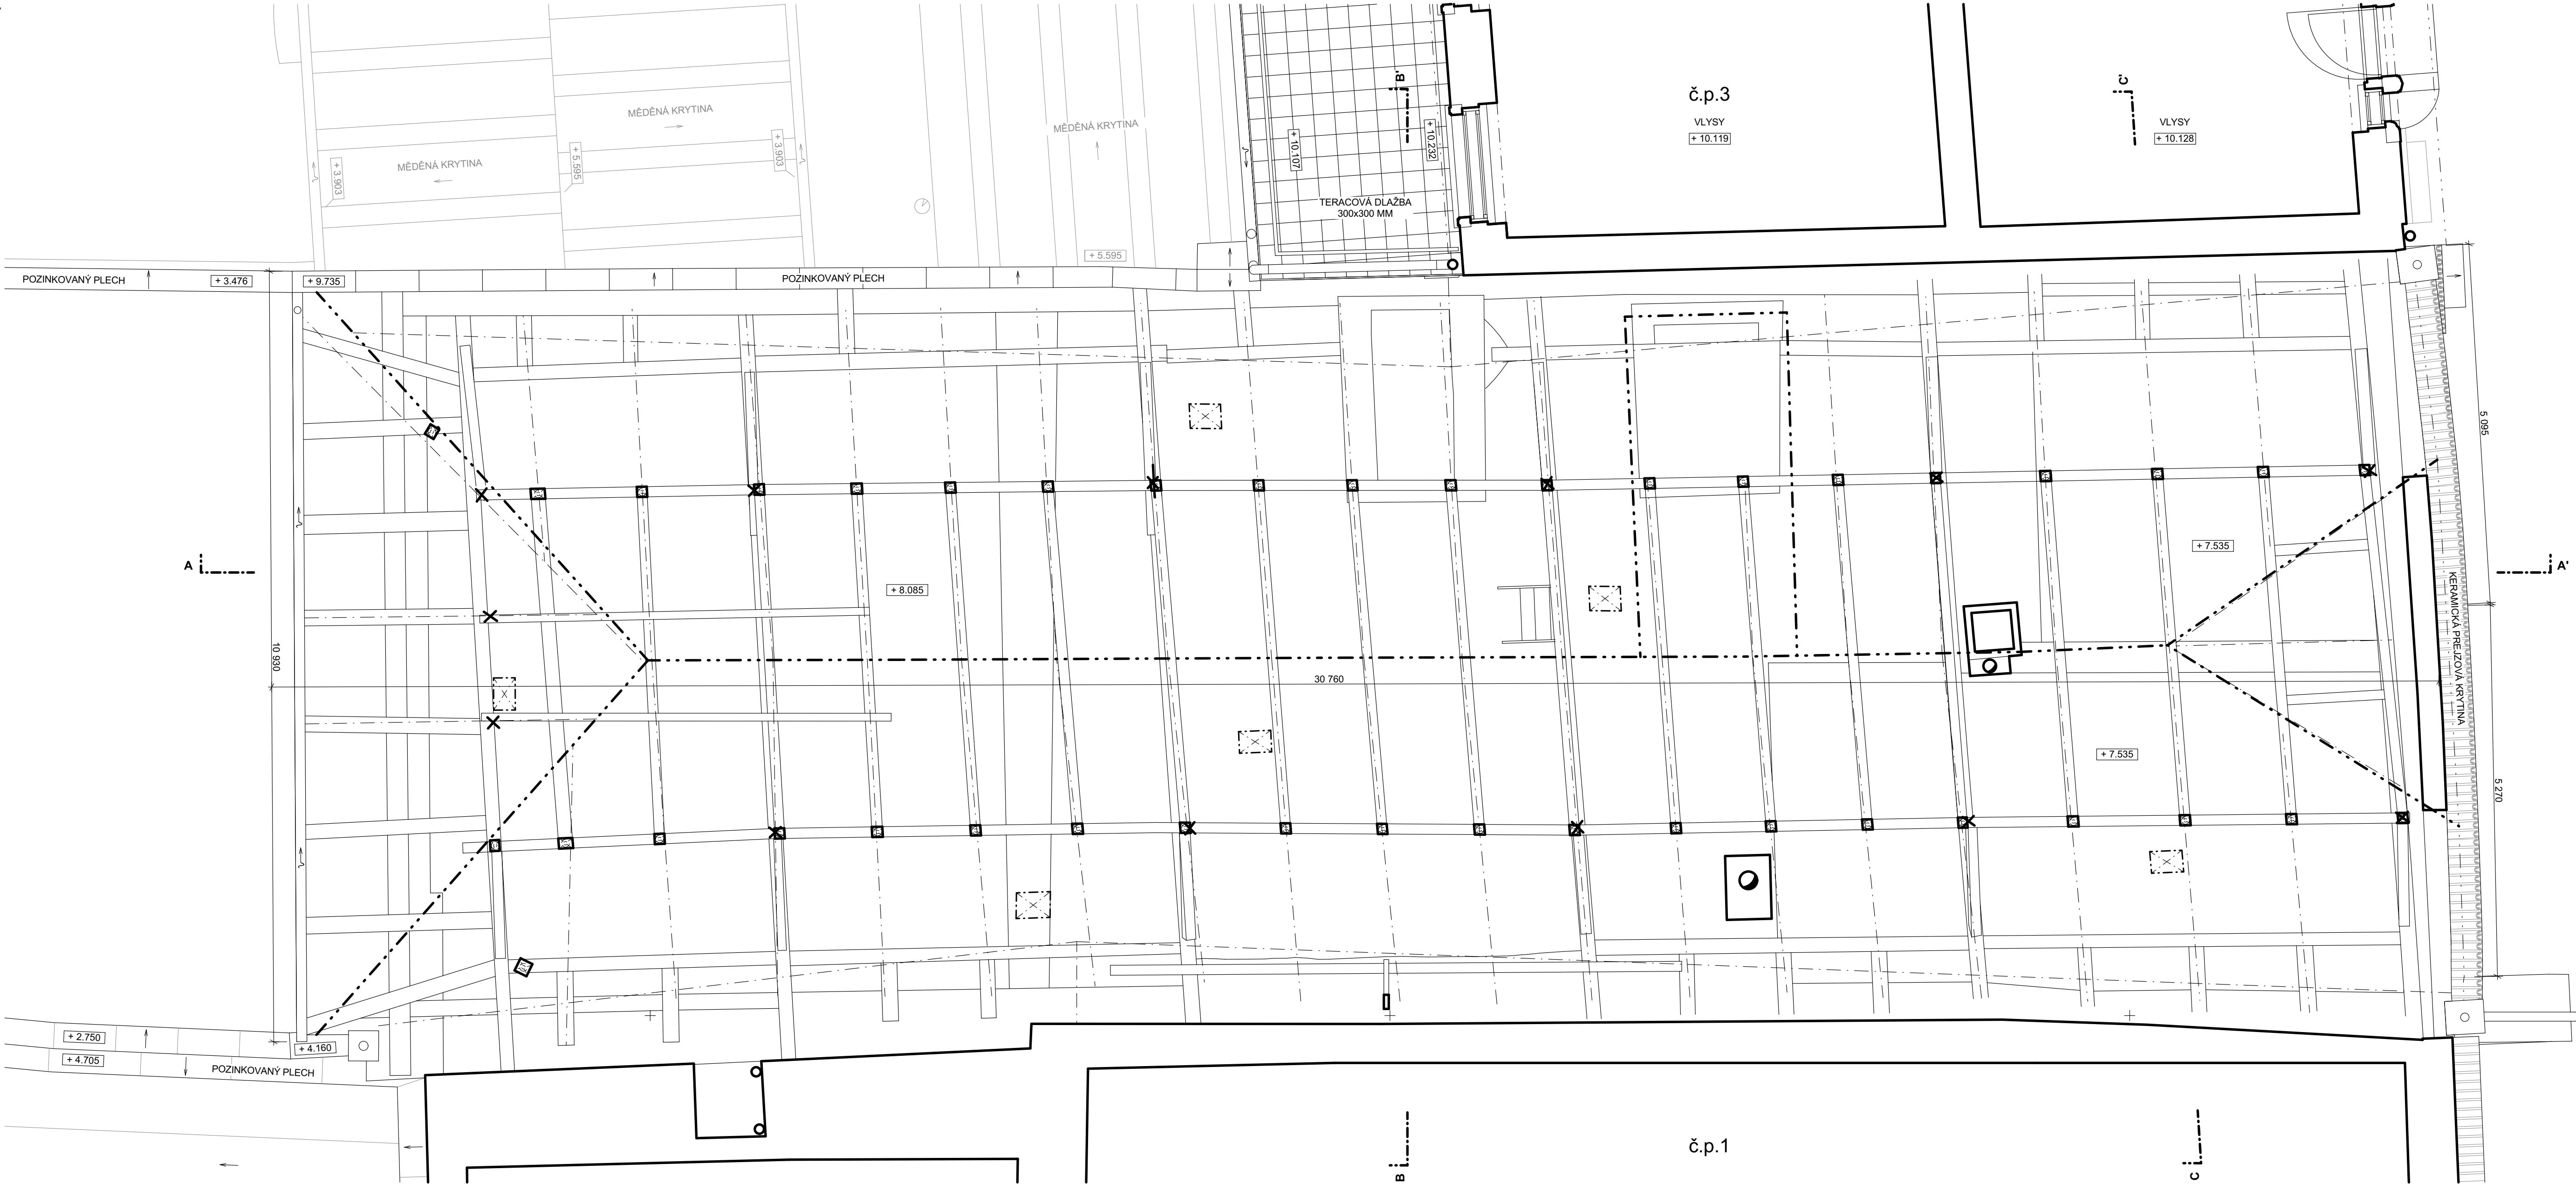 č.p.3
VLYSY
+ 10.119
VLYSY
+ 10.128
B'
C'
MĚDĚNÁ KRYTINA
MĚDĚNÁ KRYTINA
MĚDĚNÁ KRYTINA
+ 3.903
+ 5.595
+ 3.903
+ 10.107
+ 10.232
TERACOVÁ DLAŽBA
300x300 MM
+ 5.595
POZINKOVANÝ PLECH
+ 3.476
+ 9.735
POZINKOVANÝ PLECH
5 095
A
+ 8.085
+ 7.535
A'
KERAMICKÁ PREJZOVÁ KRYTINA
10 930
30 760
+ 7.535
5 270
+ 2.750
+ 4.705
+ 4.160
POZINKOVANÝ PLECH
č.p.1
B
C